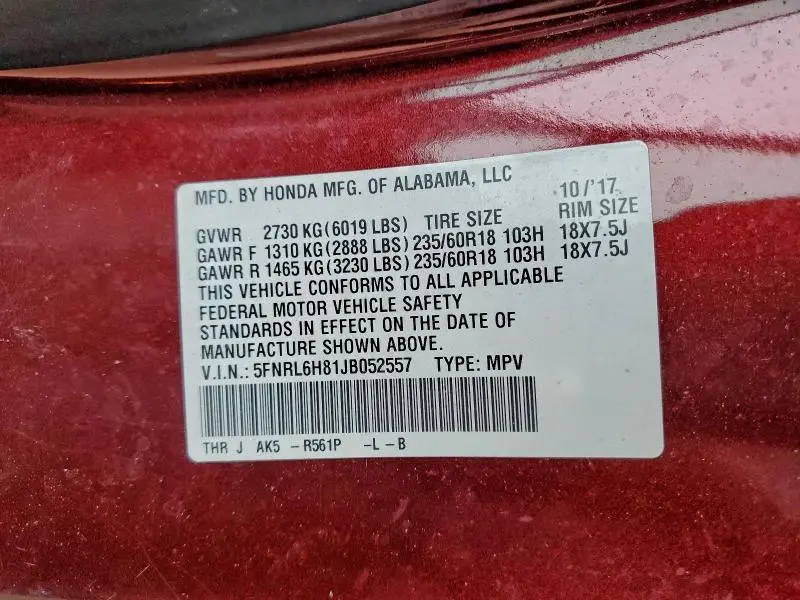 MFD. BY HONDA MFG. OF ALABAMA, LLC 10/'17
GVWR 2730 KG(6019 LBS) TIRE SIZE RIM SIZE
GAWR F 1310 KG(2888 LBS) 235/60R18 103H 18X7.5J
GAWR R 1465 KG(3230 LBS) 235/60R18 103H 18X7.5J
THIS VEHICLE CONFORMS TO ALL APPLICABLE
FEDERAL MOTOR VEHICLE SAFETY
STANDARDS IN EFFECT ON THE DATE OF
MANUFACTURE SHOWN ABOVE.
V.I.N.: 5FNRL6H81JB052557 TYPE: MPV
THR J AK5 – R561P –L – B